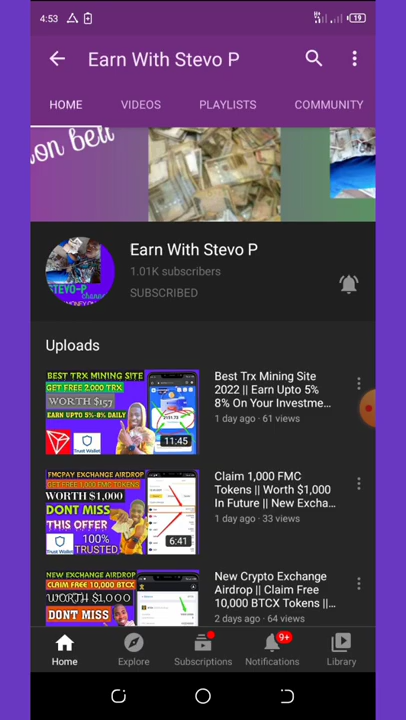 4:53
19
Earn With Stevo P
HOME VIDEOS PLAYLISTS COMMUNITY
on bell
Earn With Stevo P
1.01K subscribers
SUBSCRIBED
STEVO-P
Uploads
BEST TRX MINING SITE
GET FREE 2,000 TRX
WORTH $157
EARN UPTO 5%-8% DAILY
Trust Wallet
11:45
Best Trx Mining Site
2022 || Earn Upto 5%
8% On Your Investme...
1 day ago · 61 views
FMCPAY EXCHANGE AIRDROP
GET FREE 1,000 FMC TOKENS
WORTH $1,000
DONT MISS
THIS OFFER
100%
TRUSTED
Trust Wallet
6:41
Claim 1,000 FMC
Tokens || Worth $1,000
In Future || New Excha...
1 day ago · 33 views
NEW EXCHANGE AIRDROP
CLAIM FREE 10,000 BTCX
WORTH $1,000
DONT MISS
New Crypto Exchange
Airdrop || Claim Free
10,000 BTCX Tokens ||...
2 days ago · 64 views
9+
Home Explore Subscriptions Notifications Library